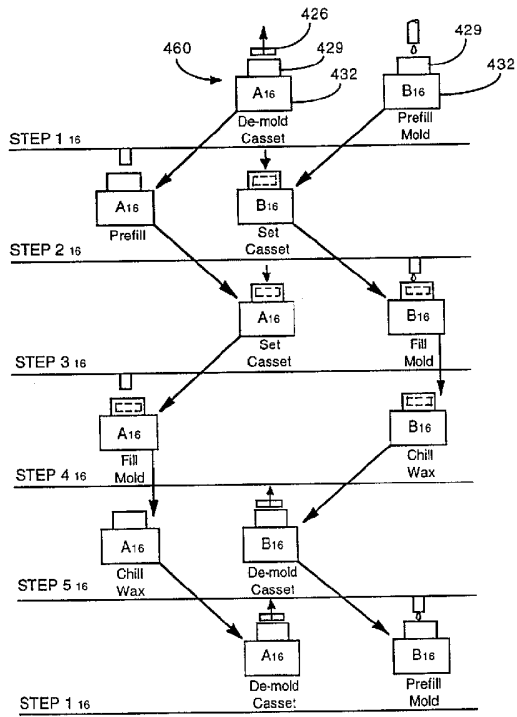 426
429
432
460
A16
De-mold
Casset
429
432
B16
Prefill
Mold
STEP 1 16
A16
Prefill
B16
Set
Casset
STEP 2 16
A16
Set
Casset
B16
Fill
Mold
STEP 3 16
A16
Fill
Mold
B16
Chill
Wax
STEP 4 16
A16
Chill
Wax
B16
De-mold
Casset
STEP 5 16
A16
De-mold
Casset
B16
Prefill
Mold
STEP 1 16